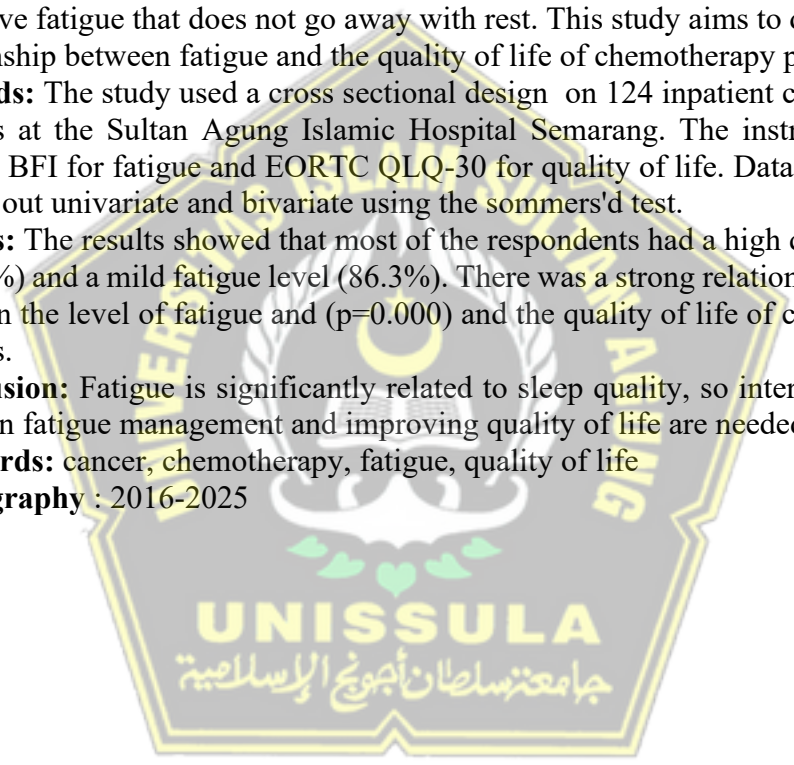 ve fatigue that does not go away with rest. This study aims to
nship between fatigue and the quality of life of chemotherapy p
ds: The study used a cross sectional design on 124 inpatient c
s at the Sultan Agung Islamic Hospital Semarang. The instr
BFI for fatigue and EORTC QLQ-30 for quality of life. Data
out univariate and bivariate using the sommers'd test.
s: The results showed that most of the respondents had a high
%) and a mild fatigue level (86.3%). There was a strong relation
n the level of fatigue and (p=0.000) and the quality of life of c
s.
usion: Fatigue is significantly related to sleep quality, so inter
n fatigue management and improving quality of life are needed
rds: cancer, chemotherapy, fatigue, quality of life
graphy : 2016-2025
UNIVERSITAS ISLAM SULTAN AGUNG
UNISSULA
جامعة سلطان أجونج الإسلامية